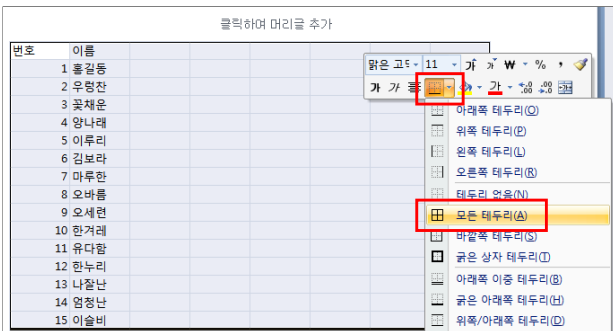 클릭하여 머리글 추가
번호 이름
1 홍길동
2 우렁찬
3 꽃채운
4 양나래
5 이루리
6 김보라
7 마루한
8 오바름
9 오세련
10 한겨레
11 유다함
12 한누리
13 나잘난
14 엄청난
15 이슬비
맑은 고딕 11 가 가 ₩ % ,
가 가 가 .00 .00
아래쪽 테두리(O)
위쪽 테두리(P)
왼쪽 테두리(L)
오른쪽 테두리(R)
테두리 없음(N)
모든 테두리(A)
바깥쪽 테두리(S)
굵은 상자 테두리(T)
아래쪽 이중 테두리(B)
굵은 아래쪽 테두리(H)
위쪽/아래쪽 테두리(D)